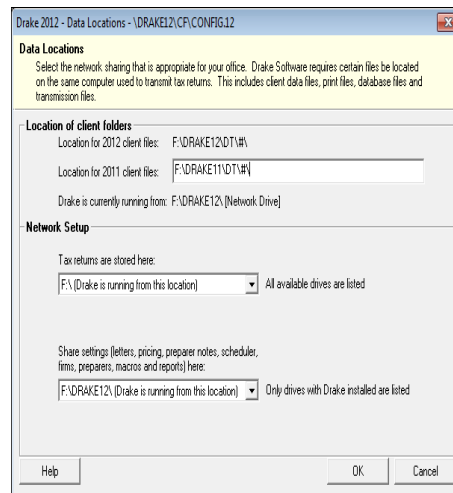 Drake 2012 - Data Locations - \DRAKE12\CF\CONFIG.12
Data Locations
Select the network sharing that is appropriate for your office. Drake Software requires certain files be located
on the same computer used to transmit tax returns. This includes client data files, print files, database files and
transmission files.
Location of client folders
Location for 2012 client files: F:\DRAKE12\DT\#\
Location for 2011 client files: F:\DRAKE11\DT\#\
Drake is currently running from: F:\DRAKE12\ [Network Drive]
Network Setup
Tax returns are stored here:
F:\ (Drake is running from this location) All available drives are listed
Share settings (letters, pricing, preparer notes, scheduler,
firms, preparers, macros and reports) here:
F:\DRAKE12\ (Drake is running from this location) Only drives with Drake installed are listed
Help OK Cancel